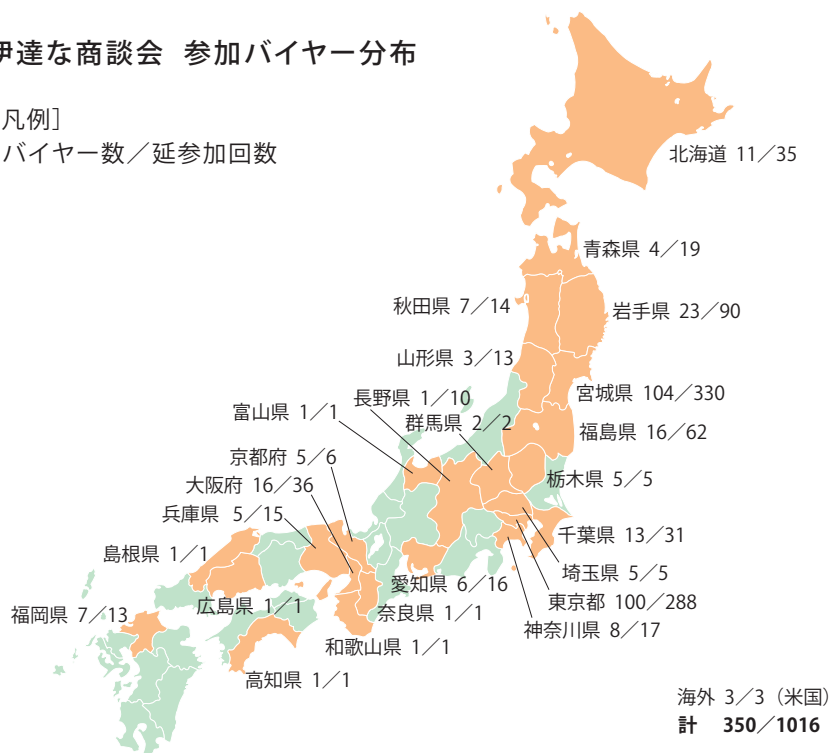 伊達な商談会 参加バイヤー分布
凡例］
バイヤー数／延参加回数
北海道 11／35
青森県 4／19
秋田県 7／14
岩手県 23／90
山形県 3／13
宮城県 104／330
長野県 1／10
富山県 1／1
群馬県 2／2
福島県 16／62
京都府 5／6
栃木県 5／5
大阪府 16／36
兵庫県 5／15
千葉県 13／31
島根県 1／1
埼玉県 5／5
愛知県 6／16
東京都 100／288
広島県 1／1
奈良県 1／1
福岡県 7／13
神奈川県 8／17
和歌山県 1／1
高知県 1／1
海外 3／3（米国）
計 350／1016